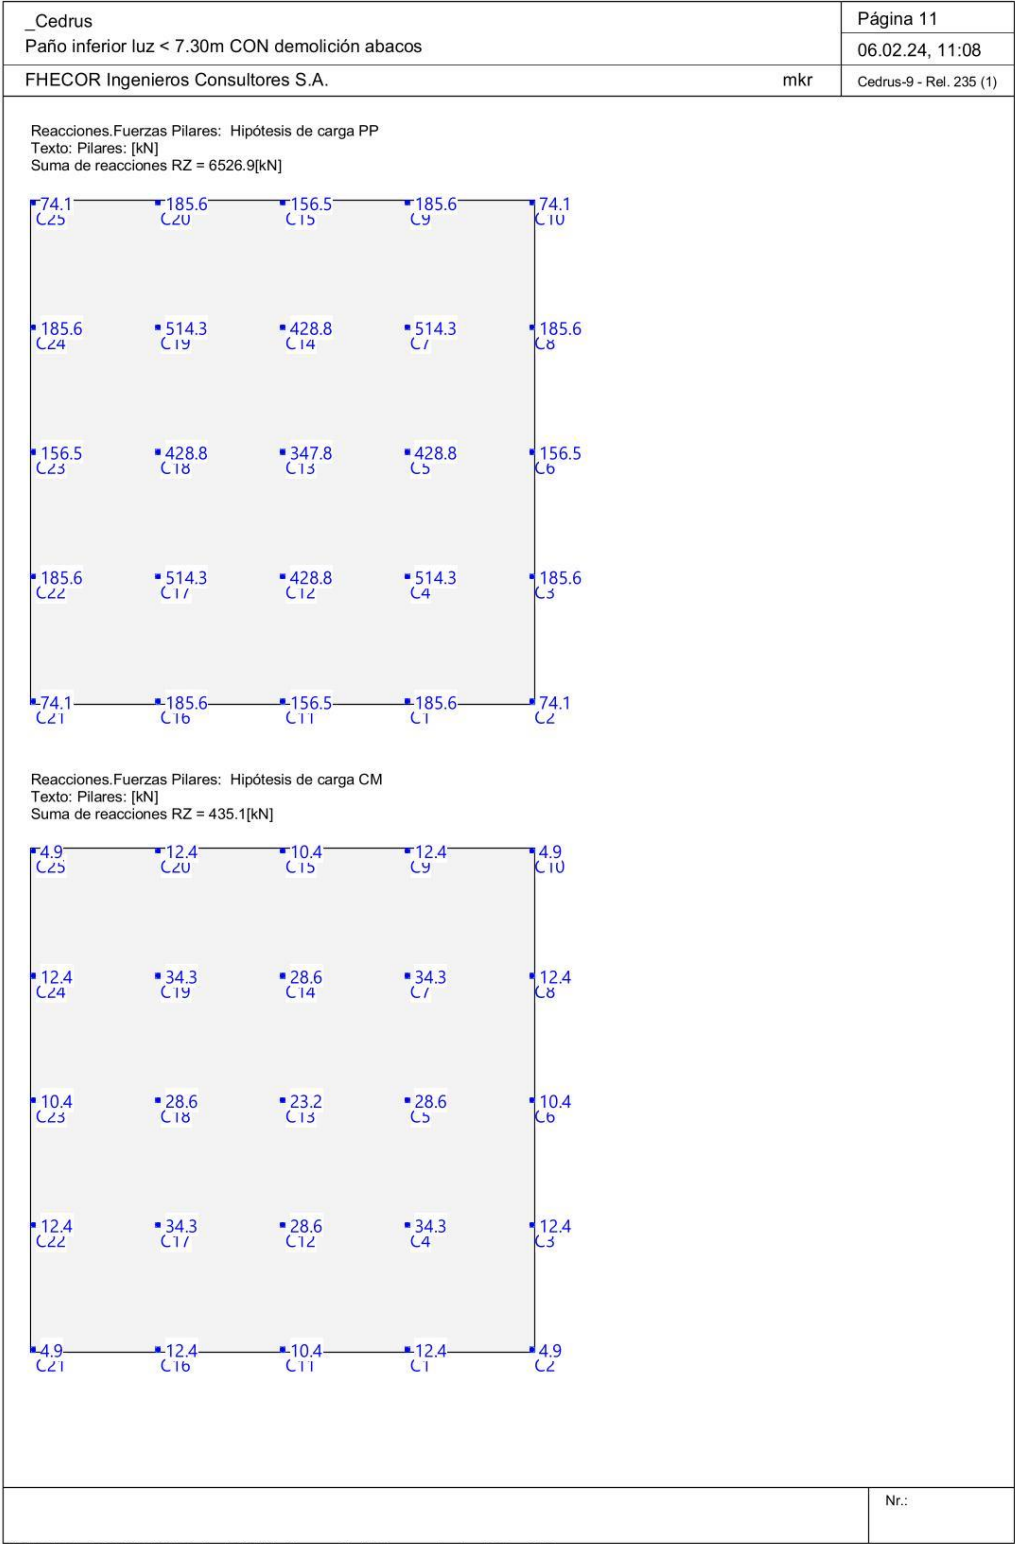 _Cedrus
Página 11
Paño inferior luz < 7.30m CON demolición abacos
06.02.24, 11:08
FHECOR Ingenieros Consultores S.A. mkr
Cedrus-9 - Rel. 235 (1)
Reacciones.Fuerzas Pilares: Hipótesis de carga PP
Texto: Pilares: [kN]
Suma de reacciones RZ = 6526.9[kN]
74.1 185.6 156.5 185.6 74.1
C25 C20 C15 C9 C10
185.6 514.3 428.8 514.3 185.6
C24 C19 C14 C7 C8
156.5 428.8 347.8 428.8 156.5
C23 C18 C13 C5 C6
185.6 514.3 428.8 514.3 185.6
C22 C17 C12 C4 C3
74.1 185.6 156.5 185.6 74.1
C21 C16 C11 C1 C2
Reacciones.Fuerzas Pilares: Hipótesis de carga CM
Texto: Pilares: [kN]
Suma de reacciones RZ = 435.1[kN]
4.9 12.4 10.4 12.4 4.9
C25 C20 C15 C9 C10
12.4 34.3 28.6 34.3 12.4
C24 C19 C14 C7 C8
10.4 28.6 23.2 28.6 10.4
C23 C18 C13 C5 C6
12.4 34.3 28.6 34.3 12.4
C22 C17 C12 C4 C3
4.9 12.4 10.4 12.4 4.9
C21 C16 C11 C1 C2
Nr.: